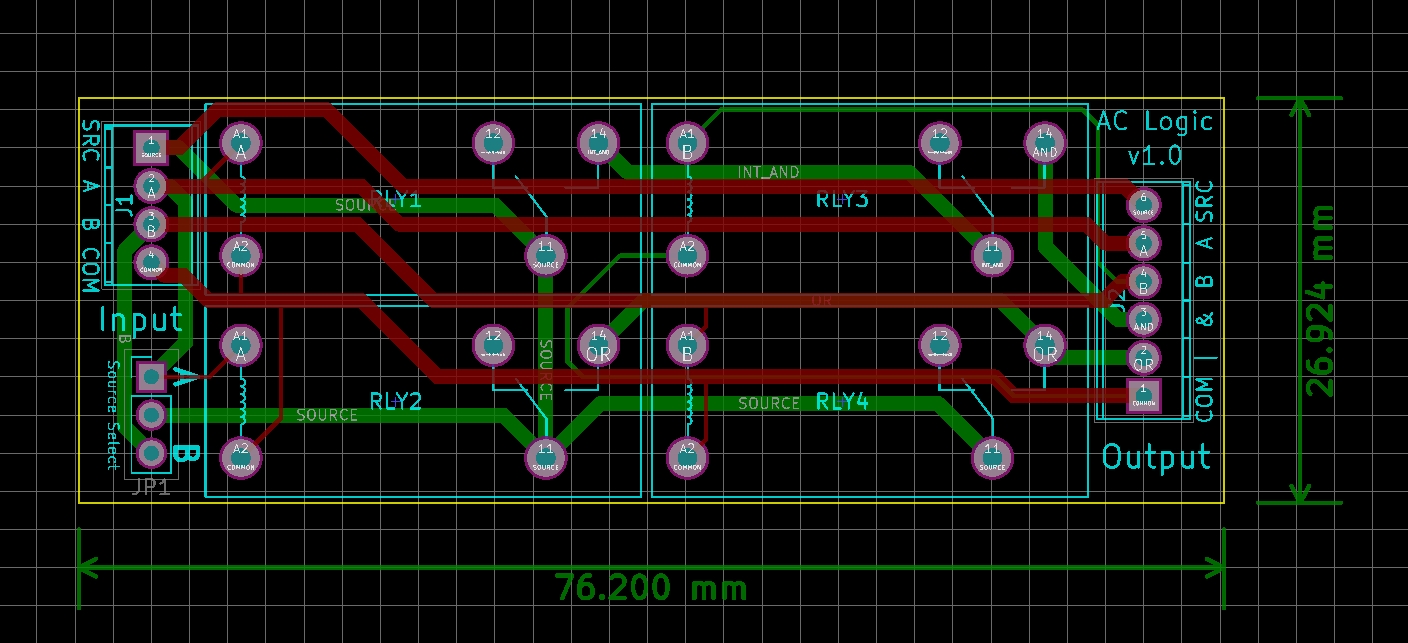 AC Logic
v1.0
SRC
A
B
COM
J1
Input
1
SOURCE
2
A
3
B
4
COMMON
B
Source Select
A
B
JP1
A1
A
A2
COMMON
12
14
INT_AND
11
SOURCE
SOURCE
RLY1
A1
A
A2
COMMON
12
14
OR
11
SOURCE
SOURCE
SOURCE
RLY2
A1
B
A2
COMMON
12
14
AND
11
INT_AND
INT_AND
RLY3
OR
A1
B
A2
COMMON
12
14
OR
11
SOURCE
SOURCE
RLY4
6
SOURCE
5
A
4
B
3
AND
2
OR
1
COMMON
J2
SRC
A
B
&
|
COM
Output
26.924 mm
76.200 mm